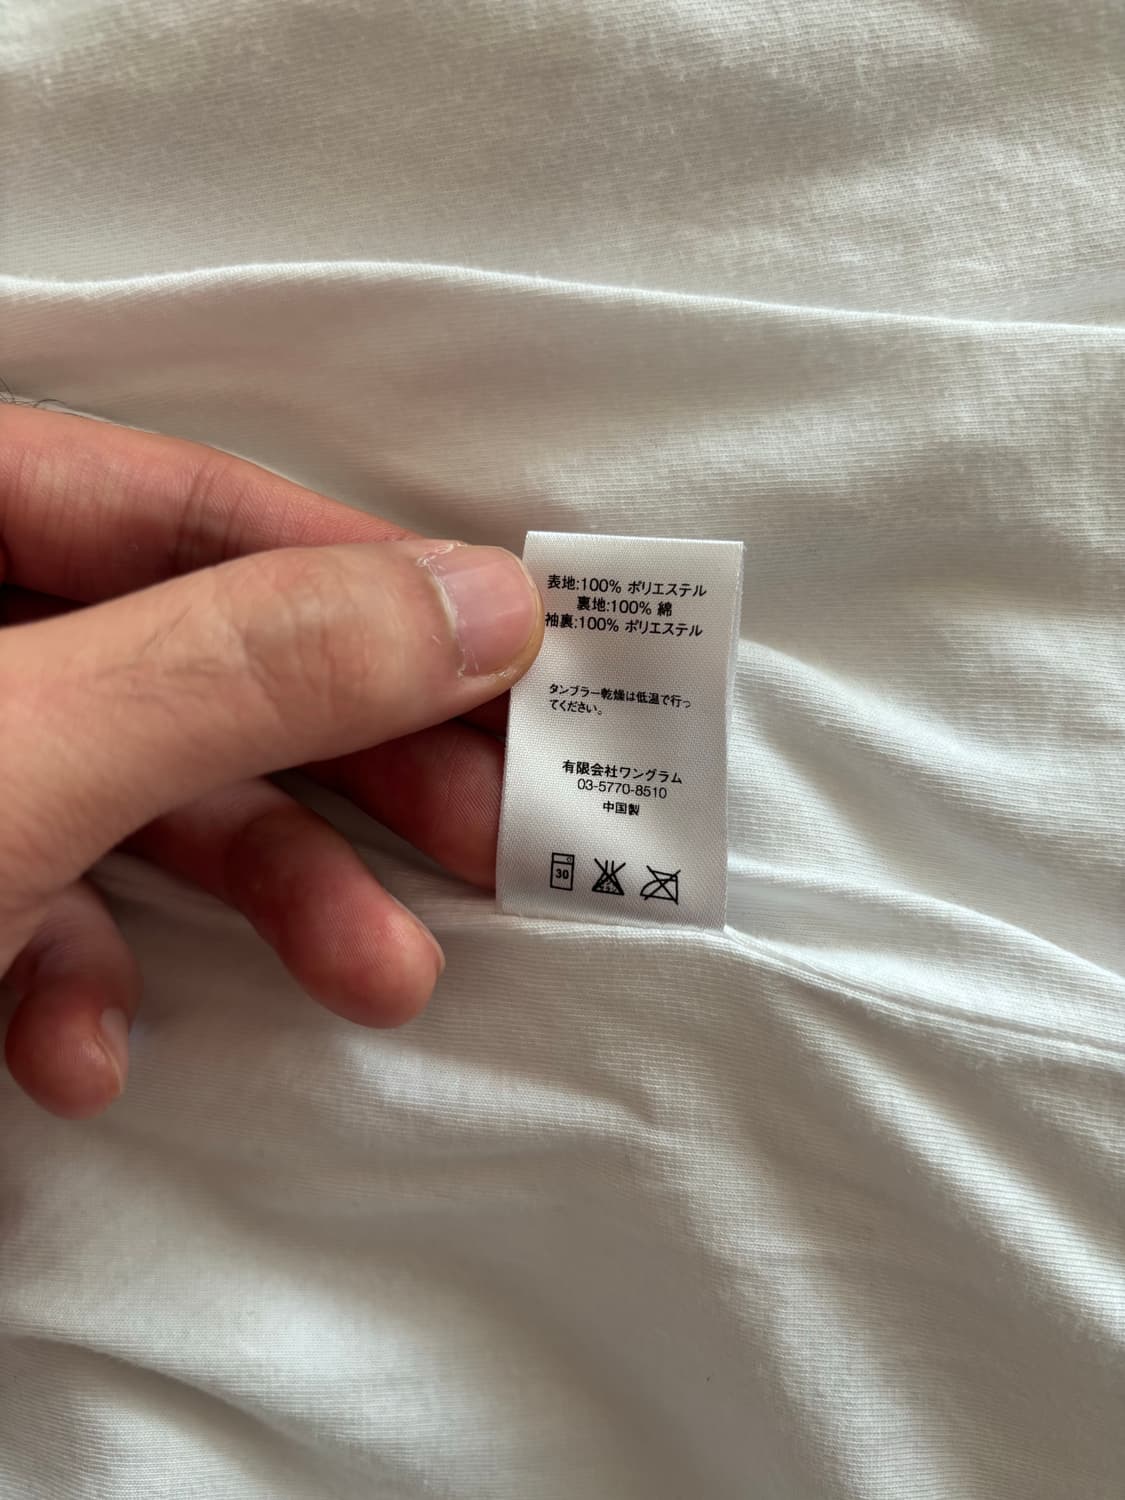 表地:100% ポリエステル
裏地:100% 綿
袖裏:100% ポリエステル
タンブラー乾燥は低温で行っ
てください。
有限会社ワングラム
03-5770-8510
中国製
30